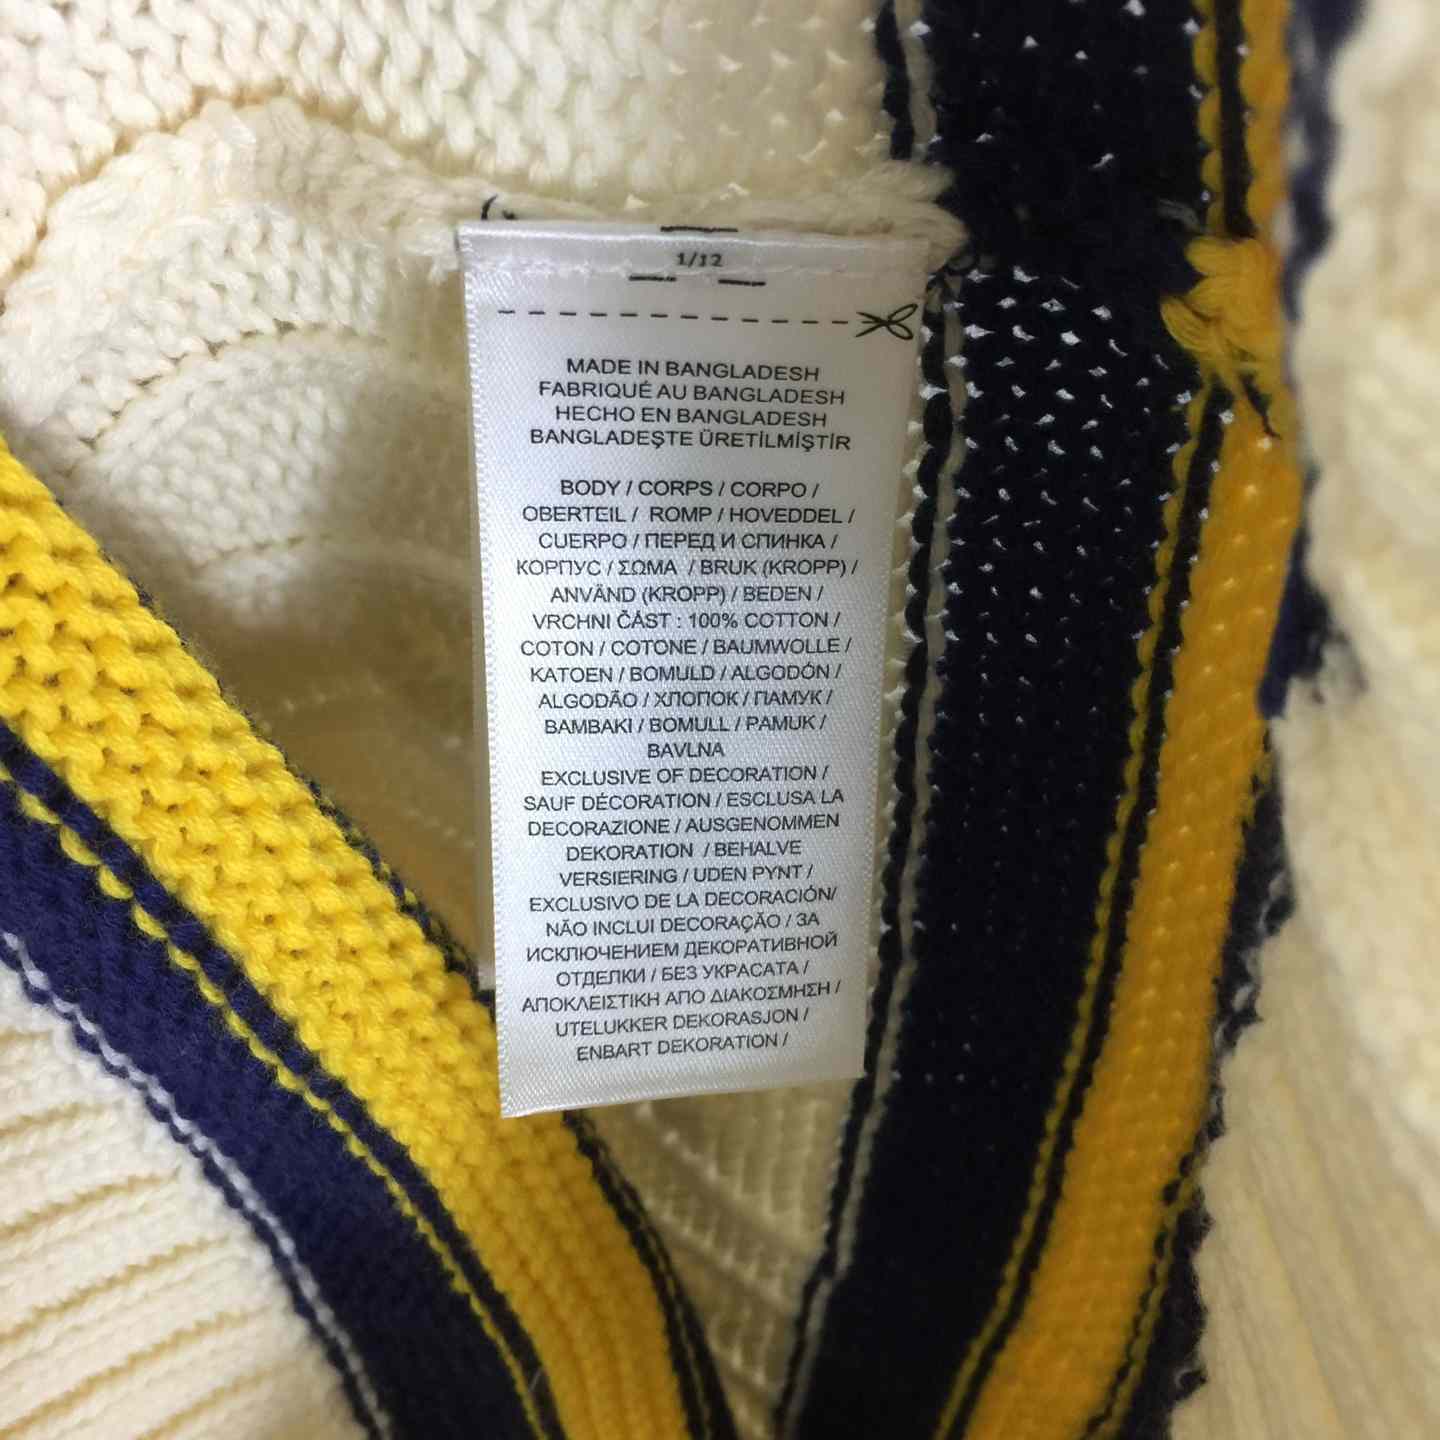 1/12
MADE IN BANGLADESH
FABRIQUÉ AU BANGLADESH
HECHO EN BANGLADESH
BANGLADEŞTE ÜRETİLMİŞTİR
BODY / CORPS / CORPO /
OBERTEIL / ROMP / HOVEDDEL /
CUERPO / ПЕРЕД И СПИНКА /
КОРПУС / ΣΩΜΑ / BRUK (KROPP) /
ANVÄND (KROPP) / BEDEN /
VRCHNI ČÁST : 100% COTTON /
COTON / COTONE / BAUMWOLLE /
KATOEN / BOMULD / ALGODÓN /
ALGODÃO / ХЛОПОК / ПАМУК /
BAMBAKI / BOMULL / PAMUK /
BAVLNA
EXCLUSIVE OF DECORATION /
SAUF DÉCORATION / ESCLUSA LA
DECORAZIONE / AUSGENOMMEN
DEKORATION / BEHALVE
VERSIERING / UDEN PYNT /
EXCLUSIVO DE LA DECORACIÓN/
NÃO INCLUI DECORAÇÃO / ЗА
ИСКЛЮЧЕНИЕМ ДЕКОРАТИВНОЙ
ОТДЕЛКИ / БЕЗ УКРАСАТА /
ΑΠΟΚΛΕΙΣΤΙΚΗ ΑΠΟ ΔΙΑΚΟΣΜΗΣΗ /
UTELUKKER DEKORASJON /
ENBART DEKORATION /